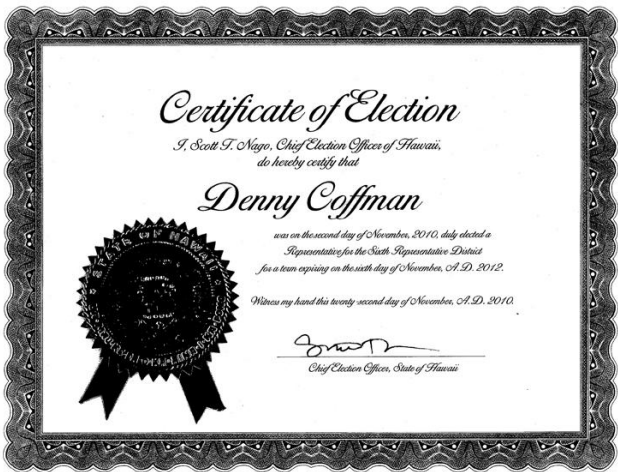 Certificate of Election
I, Scott T. Nago, Chief Election Officer of Hawaii,
do hereby certify that
Denny Coffman
was on the second day of November, 2010, duly elected a
Representative for the Sixth Representative District
for a term expiring on the sixth day of November, A.D. 2012.
Witness my hand this twenty-second day of November, A.D. 2010.
STATE OF HAWAII
Chief Election Officer, State of Hawaii